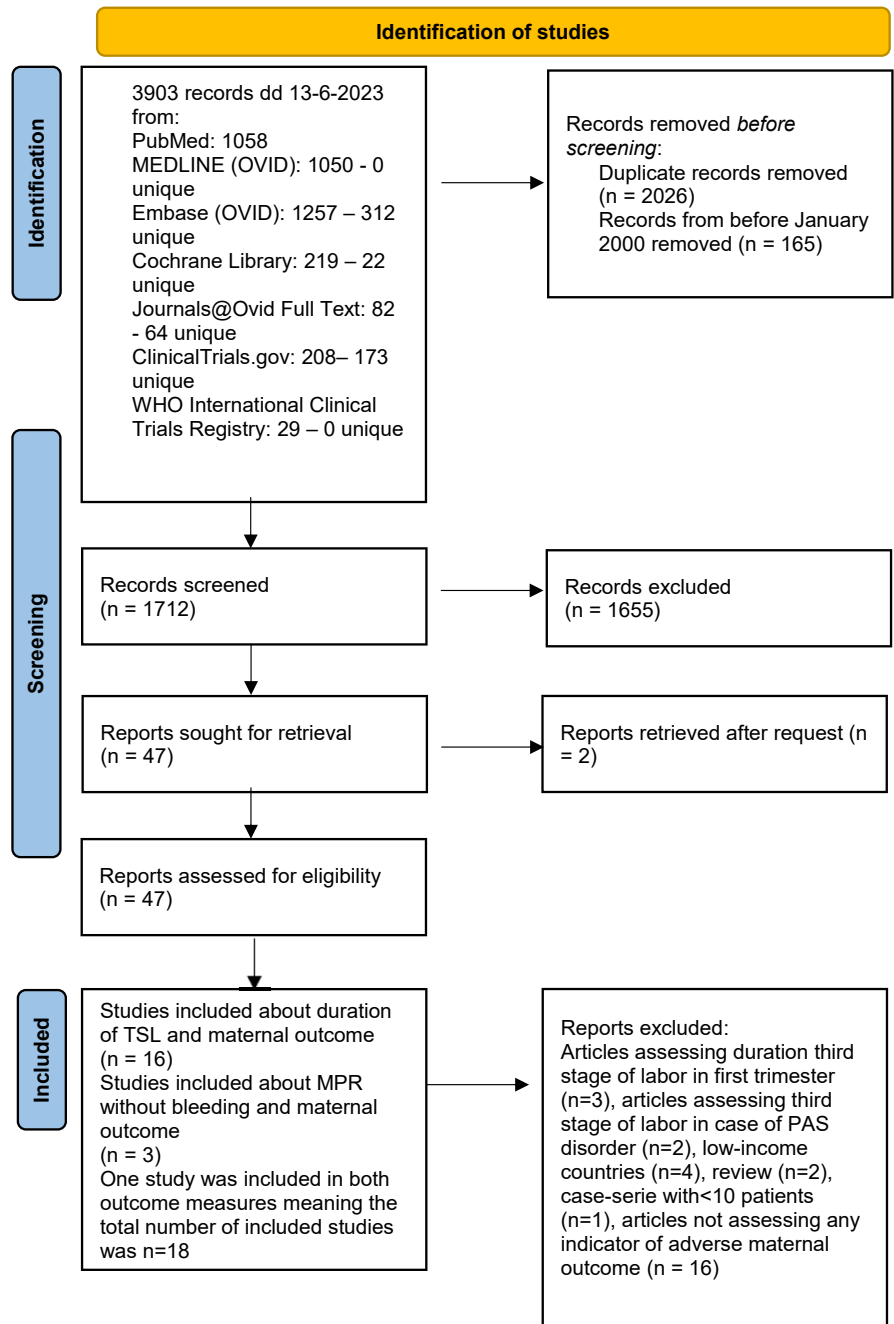 Identification of studies
Identification
3903 records dd 13-6-2023
from:
PubMed: 1058
MEDLINE (OVID): 1050 - 0
unique
Embase (OVID): 1257 – 312
unique
Cochrane Library: 219 – 22
unique
Journals@Ovid Full Text: 82
- 64 unique
ClinicalTrials.gov: 208– 173
unique
WHO International Clinical
Trials Registry: 29 – 0 unique
Records removed before
screening:
Duplicate records removed
(n = 2026)
Records from before January
2000 removed (n = 165)
Screening
Records screened
(n = 1712)
Records excluded
(n = 1655)
Reports sought for retrieval
(n = 47)
Reports retrieved after request (n
= 2)
Reports assessed for eligibility
(n = 47)
Included
Studies included about duration
of TSL and maternal outcome
(n = 16)
Studies included about MPR
without bleeding and maternal
outcome
(n = 3)
One study was included in both
outcome measures meaning the
total number of included studies
was n=18
Reports excluded:
Articles assessing duration third
stage of labor in first trimester
(n=3), articles assessing third
stage of labor in case of PAS
disorder (n=2), low-income
countries (n=4), review (n=2),
case-serie with<10 patients
(n=1), articles not assessing any
indicator of adverse maternal
outcome (n = 16)